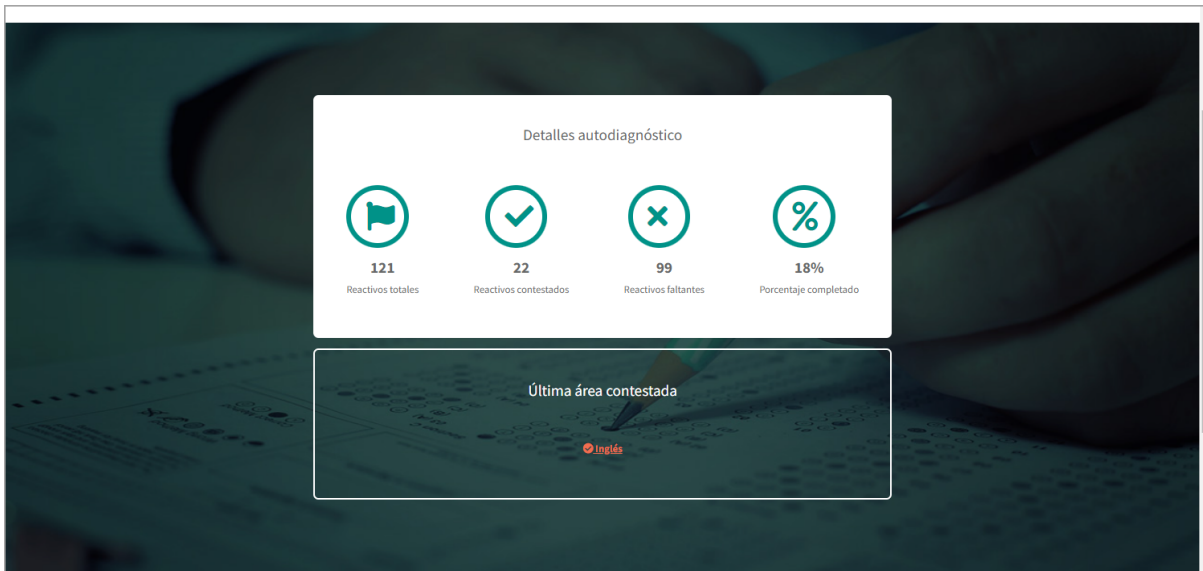 Detalles autodiagnóstico
121 22 99 18%
Reactivos totales Reactivos contestados Reactivos faltantes Porcentaje completado
Última área contestada
Inglés